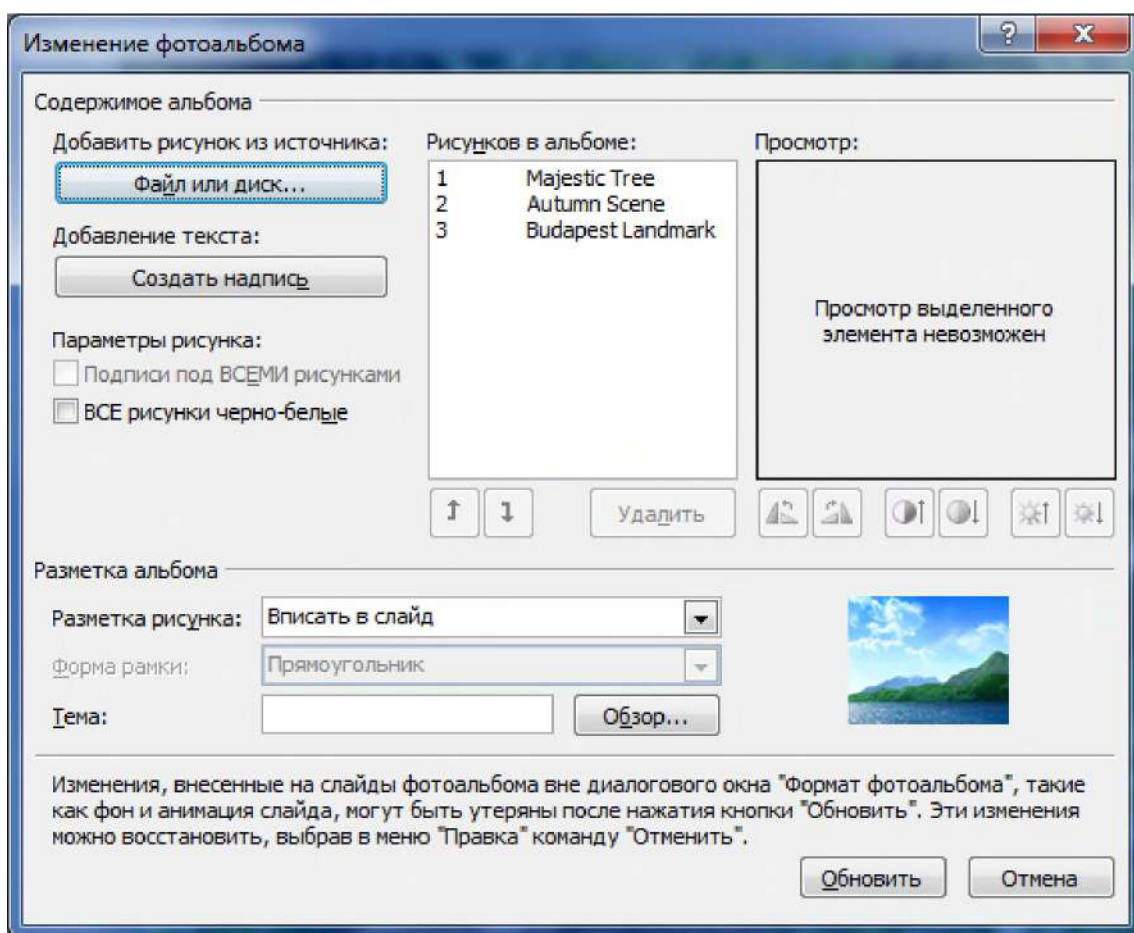 Изменение фотоальбома
Содержимое альбома
Добавить рисунок из источника:
Файл или диск...
Добавление текста:
Создать надпись
Параметры рисунка:
Подписи под ВСЕМИ рисунками
ВСЕ рисунки черно-белые
Рисунков в альбоме:
1 Majestic Tree
2 Autumn Scene
3 Budapest Landmark
Удалить
Просмотр:
Просмотр выделенного
элемента невозможен
Разметка альбома
Разметка рисунка: Вписать в слайд
Форма рамки: Прямоугольник
Тема: Обзор...
Изменения, внесенные на слайды фотоальбома вне диалогового окна "Формат фотоальбома", такие
как фон и анимация слайда, могут быть утеряны после нажатия кнопки "Обновить". Эти изменения
можно восстановить, выбрав в меню "Правка" команду "Отменить".
Обновить Отмена